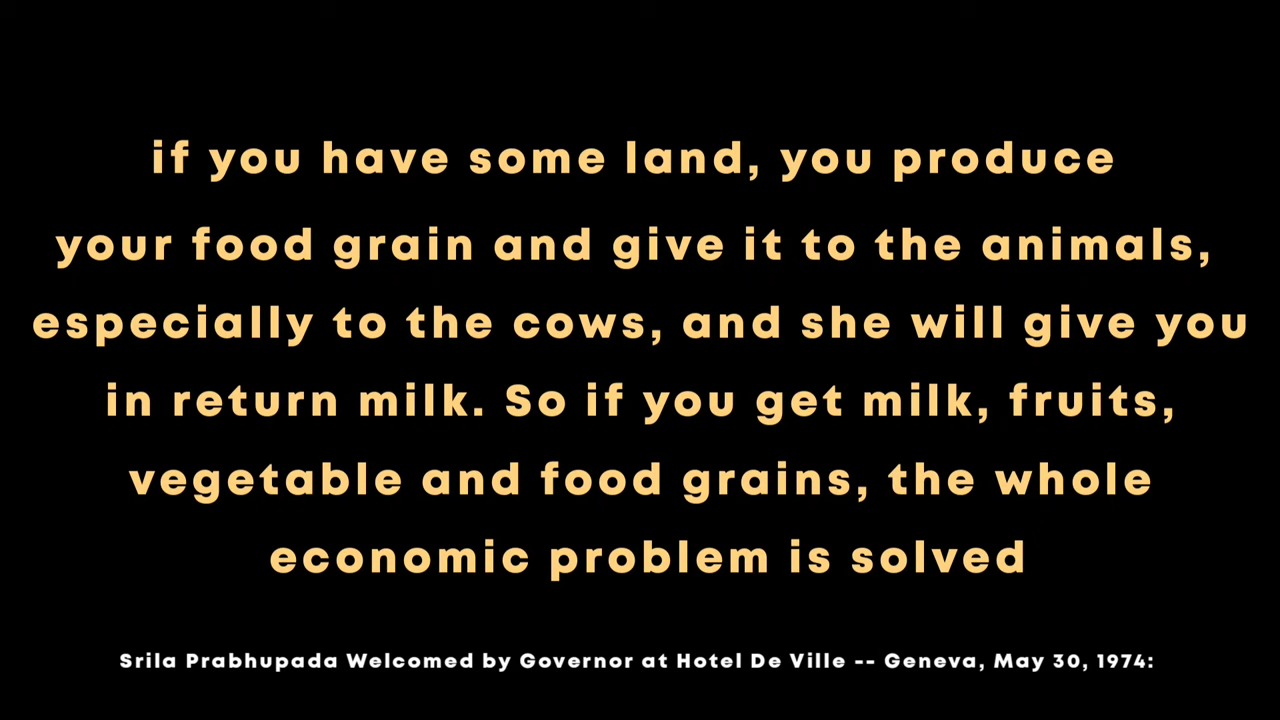 if you have some land, you produce
your food grain and give it to the animals,
especially to the cows, and she will give you
in return milk. So if you get milk, fruits,
vegetable and food grains, the whole
economic problem is solved
Srila Prabhupada Welcomed by Governor at Hotel De Ville -- Geneva, May 30, 1974: